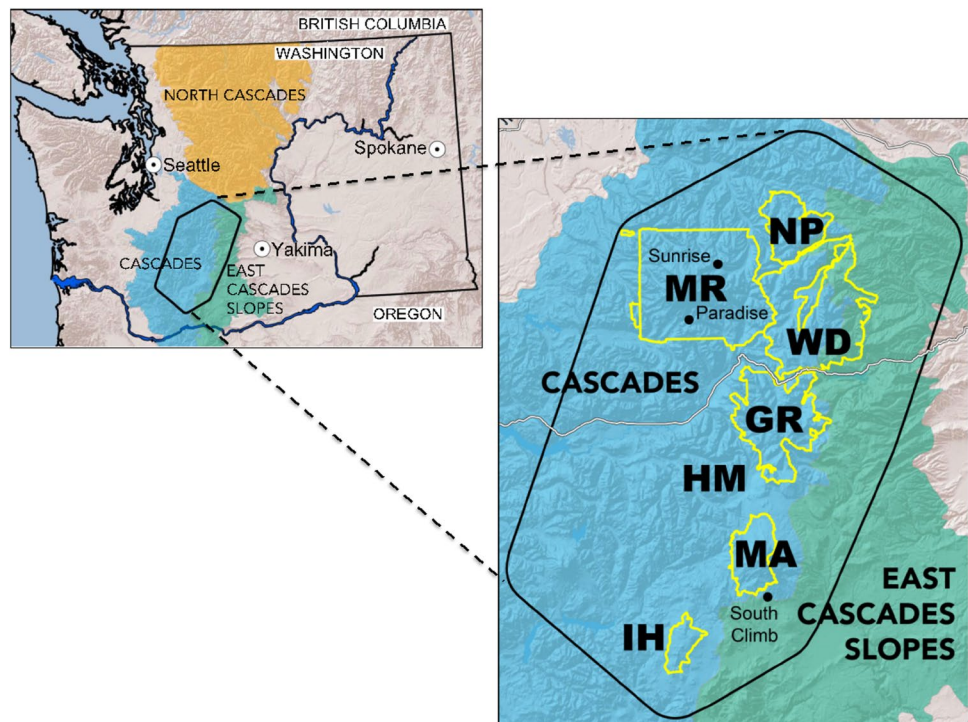 BRITISH COLUMBIA
WASHINGTON
NORTH CASCADES
Seattle
Spokane
CASCADES
Yakima
EAST
CASCADES
SLOPES
OREGON
NP
Sunrise
MR
Paradise
WD
CASCADES
GR
HM
MA
South
Climb
IH
EAST
CASCADES
SLOPES